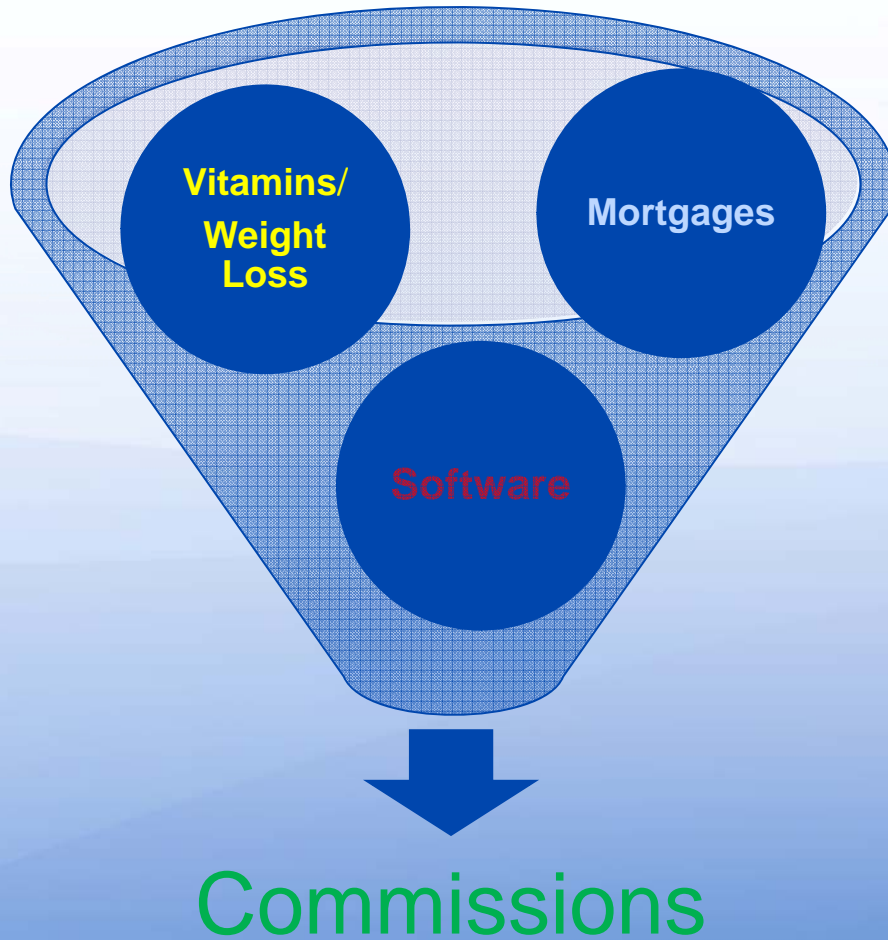 Vitamins/
Weight
Loss
Mortgages
Software
Commissions